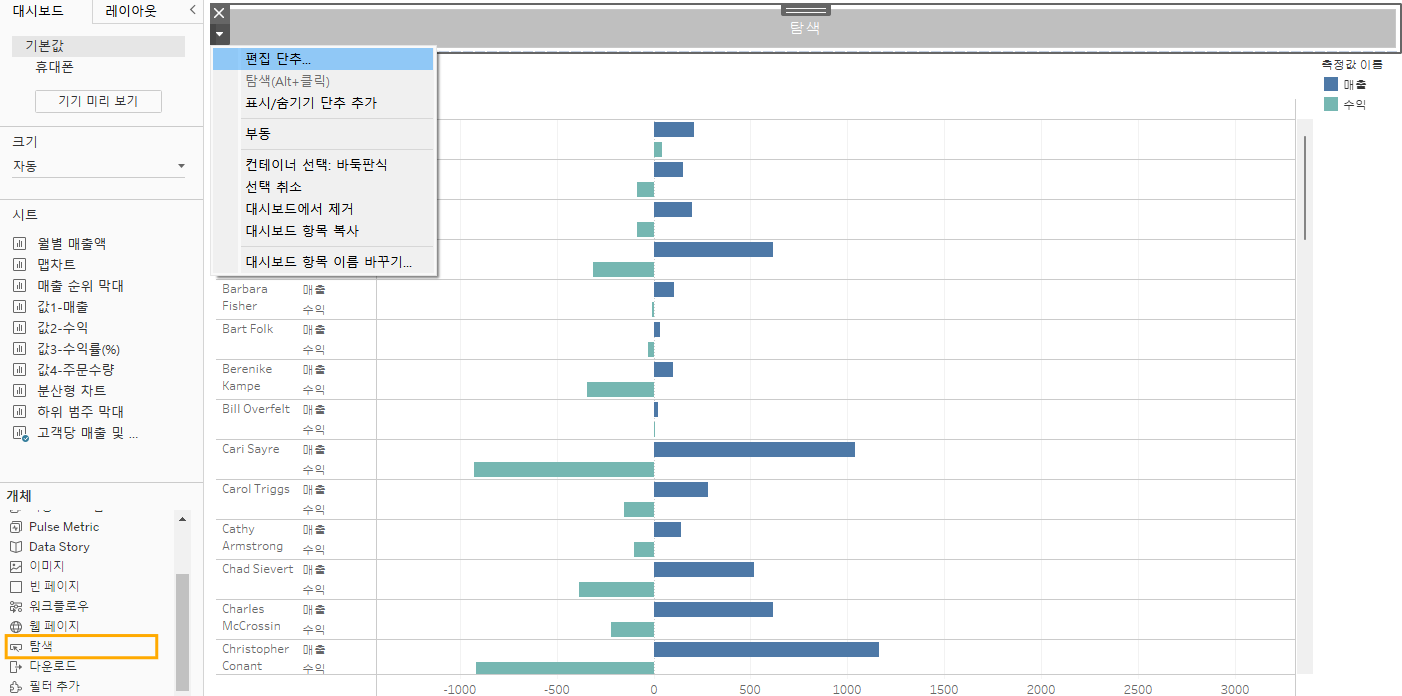 대시보드 레이아웃
기본값
휴대폰
기기 미리 보기
크기
자동
시트
월별 매출액
맵차트
매출 순위 막대
값1-매출
값2-수익
값3-수익률(%)
값4-주문수량
분산형 차트
하위 범주 막대
고객당 매출 및 ...
개체
Pulse Metric
Data Story
이미지
빈 페이지
워크플로우
웹 페이지
탐색
다운로드
필터 추가
탐색
편집 단추...
탐색(Alt+클릭)
표시/숨기기 단추 추가
부동
컨테이너 선택: 바둑판식
선택 취소
대시보드에서 제거
대시보드 항목 복사
대시보드 항목 이름 바꾸기...
Barbara 매출
Fisher 수익
Bart Folk 매출
수익
Berenike 매출
Kampe 수익
Bill Overfelt 매출
수익
Cari Sayre 매출
수익
Carol Triggs 매출
수익
Cathy 매출
Armstrong 수익
Chad Sievert 매출
수익
Charles 매출
McCrossin 수익
Christopher 매출
Conant 수익
-1000 -500 0 500 1000 1500 2000 2500 3000
측정값 이름
매출
수익